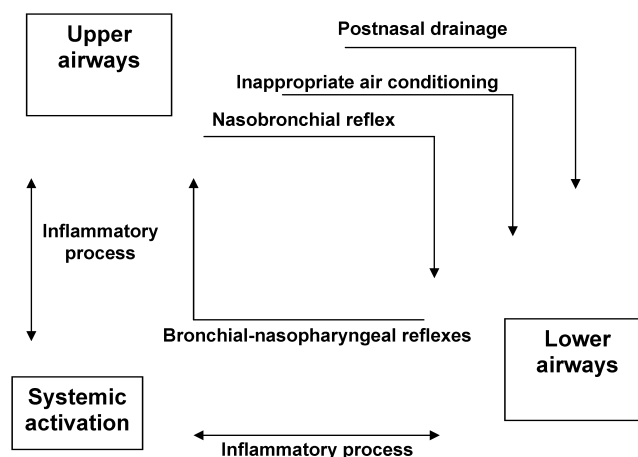 Upper
airways
Postnasal drainage
Inappropriate air conditioning
Nasobronchial reflex
Inflammatory
process
Bronchial-nasopharyngeal reflexes
Lower
airways
Systemic
activation
Inflammatory process